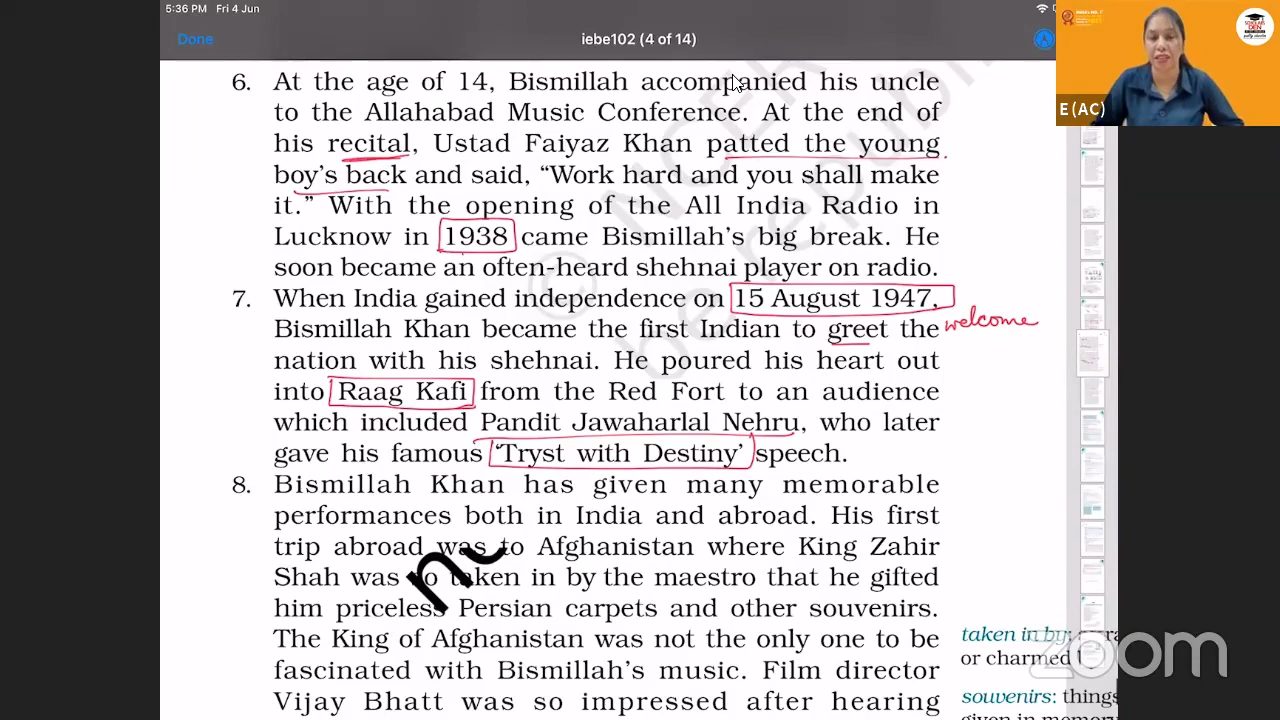 5:36 PM Fri 4 Jun
Done
iebe102 (4 of 14)
E (AC)
6. At the age of 14, Bismillah accompanied his uncle
to the Allahabad Music Conference. At the end of
his recital, Ustad Faiyaz Khan patted the young
boy's back and said, “Work hard and you shall make
it.” With the opening of the All India Radio in
Lucknow in 1938 came Bismillah's big break. He
soon became an often-heard shehnai player on radio.
7. When India gained independence on 15 August 1947,
Bismillah Khan became the first Indian to greet the welcome
nation with his shehnai. He poured his heart out
into Raag Kafi from the Red Fort to an audience
which included Pandit Jawaharlal Nehru, who later
gave his famous ‘Tryst with Destiny’ speech.
8. Bismillah Khan has given many memorable
performances both in India and abroad. His first
trip abroad was to Afghanistan where King Zahir
Shah was so taken in by the maestro that he gifted
him priceless Persian carpets and other souvenirs.
The King of Afghanistan was not the only one to be
fascinated with Bismillah's music. Film director
Vijay Bhatt was so impressed after hearing
taken in by:
or charmed
souvenirs: things
given in memory
zoom